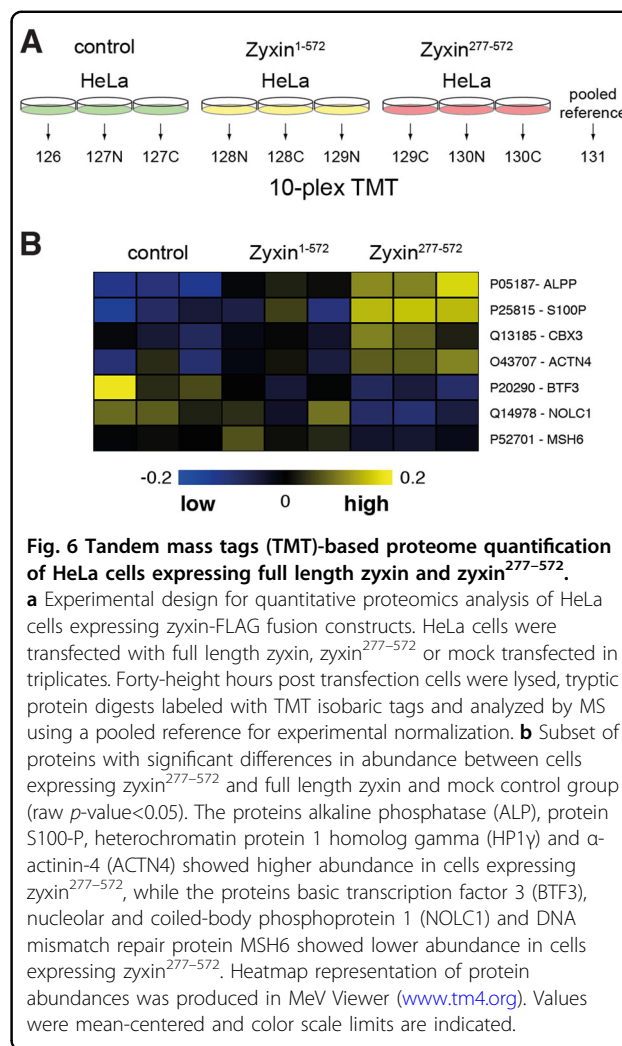 A
control
Zyxin1-572
Zyxin277-572
HeLa
HeLa
HeLa
pooled
reference
126
127N
127C
128N
128C
129N
129C
130N
130C
131
10-plex TMT
B
control
Zyxin1-572
Zyxin277-572
P05187- ALPP
P25815 - S100P
Q13185 - CBX3
O43707 - ACTN4
P20290 - BTF3
Q14978 - NOLC1
P52701 - MSH6
-0.2
0
0.2
low
high
Fig. 6 Tandem mass tags (TMT)-based proteome quantification
of HeLa cells expressing full length zyxin and zyxin277–572.
a Experimental design for quantitative proteomics analysis of HeLa
cells expressing zyxin-FLAG fusion constructs. HeLa cells were
transfected with full length zyxin, zyxin277–572 or mock transfected in
triplicates. Forty-height hours post transfection cells were lysed, tryptic
protein digests labeled with TMT isobaric tags and analyzed by MS
using a pooled reference for experimental normalization. b Subset of
proteins with significant differences in abundance between cells
expressing zyxin277–572 and full length zyxin and mock control group
(raw p-value<0.05). The proteins alkaline phosphatase (ALP), protein
S100-P, heterochromatin protein 1 homolog gamma (HP1γ) and α-
actinin-4 (ACTN4) showed higher abundance in cells expressing
zyxin277–572, while the proteins basic transcription factor 3 (BTF3),
nucleolar and coiled-body phosphoprotein 1 (NOLC1) and DNA
mismatch repair protein MSH6 showed lower abundance in cells
expressing zyxin277–572. Heatmap representation of protein
abundances was produced in MeV Viewer (www.tm4.org). Values
were mean-centered and color scale limits are indicated.